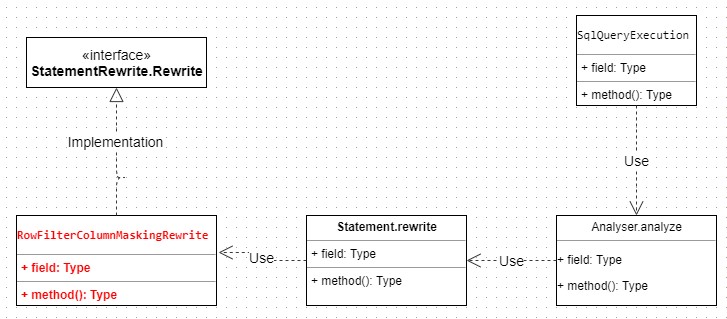 «interface»
StatementRewrite.Rewrite
SqlQueryExecution
+ field: Type
+ method(): Type
Implementation
Use
RowFilterColumnMaskingRewrite
+ field: Type
+ method(): Type
Use
Statement.rewrite
+ field: Type
+ method(): Type
Use
Analyser.analyze
+ field: Type
+ method(): Type